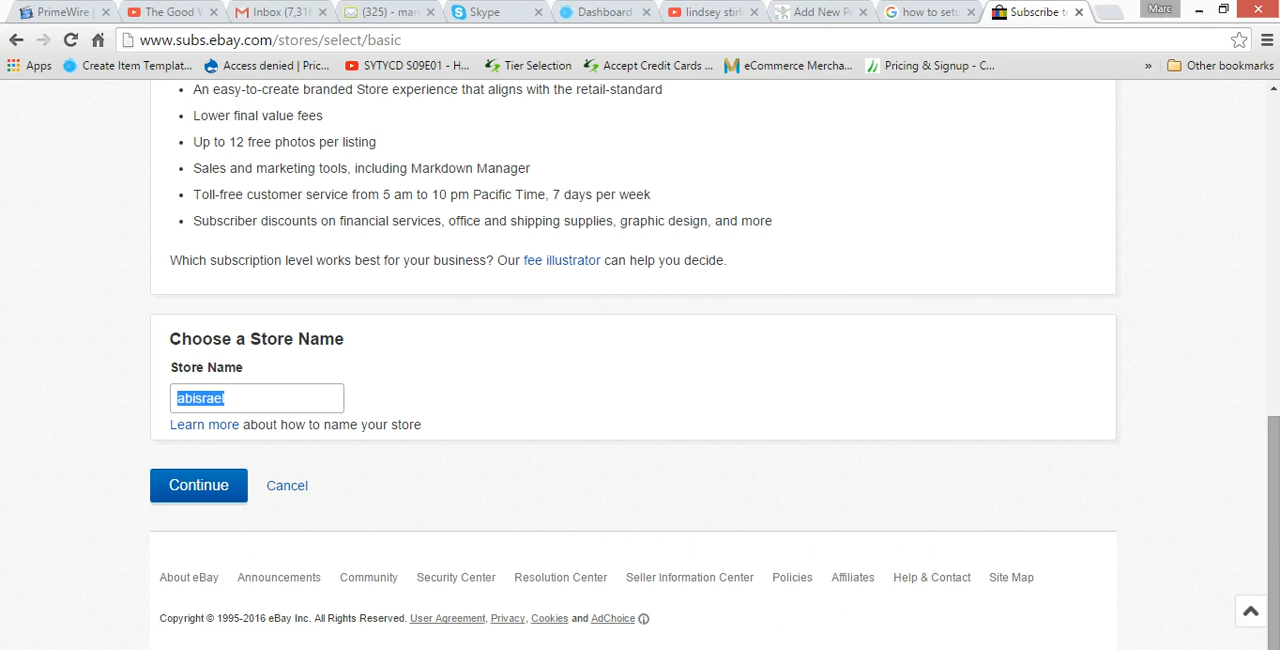 PrimeWire | The Good W Inbox (7,316 (325) - mar Skype Dashboard lindsey stirl Add New Pr how to setu Subscribe to Marc
www.subs.ebay.com/stores/select/basic
Apps Create Item Templat... Access denied | Pric... SYTYCD S09E01 - H... Tier Selection Accept Credit Cards ... eCommerce Mercha... Pricing & Signup - C... » Other bookmarks
• An easy-to-create branded Store experience that aligns with the retail-standard
• Lower final value fees
• Up to 12 free photos per listing
• Sales and marketing tools, including Markdown Manager
• Toll-free customer service from 5 am to 10 pm Pacific Time, 7 days per week
• Subscriber discounts on financial services, office and shipping supplies, graphic design, and more
Which subscription level works best for your business? Our fee illustrator can help you decide.
Choose a Store Name
Store Name
abisrael
Learn more about how to name your store
Continue Cancel
About eBay Announcements Community Security Center Resolution Center Seller Information Center Policies Affiliates Help & Contact Site Map
Copyright © 1995-2016 eBay Inc. All Rights Reserved. User Agreement, Privacy, Cookies and AdChoice